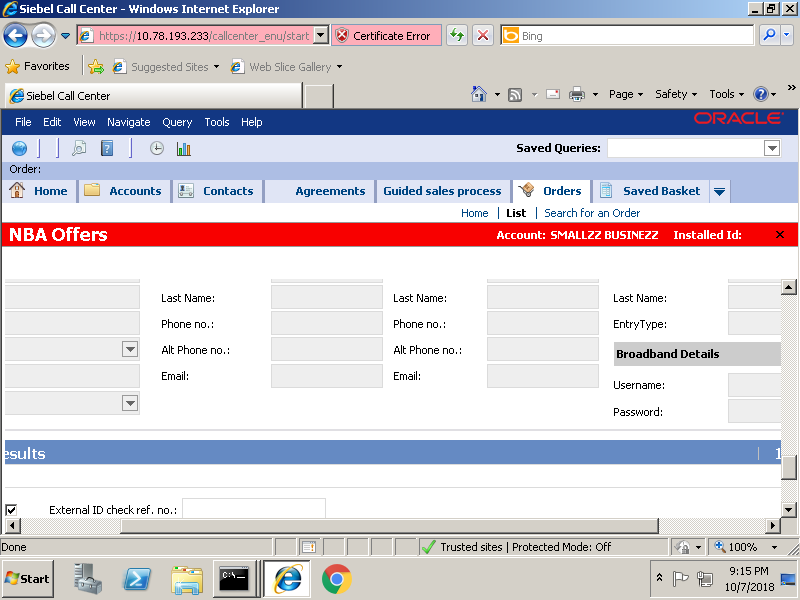 Siebel Call Center - Windows Internet Explorer
https://10.78.193.233/callcenter_enu/start
Certificate Error
Bing
Favorites
Suggested Sites
Web Slice Gallery
Siebel Call Center
Page
Safety
Tools
»
File Edit View Navigate Query Tools Help
ORACLE
Saved Queries:
Order:
Home
Accounts
Contacts
Agreements
Guided sales process
Orders
Saved Basket
Home | List | Search for an Order
NBA Offers
Account: SMALLZZ BUSINEZZ Installed Id:
Last Name: Last Name: Last Name:
Phone no.: Phone no.: EntryType:
Alt Phone no.: Alt Phone no.: Broadband Details
Email: Email: Username:
Password:
esults
1
External ID check ref. no.:
Done
Trusted sites | Protected Mode: Off
100%
Start
C:\
9:15 PM
10/7/2018